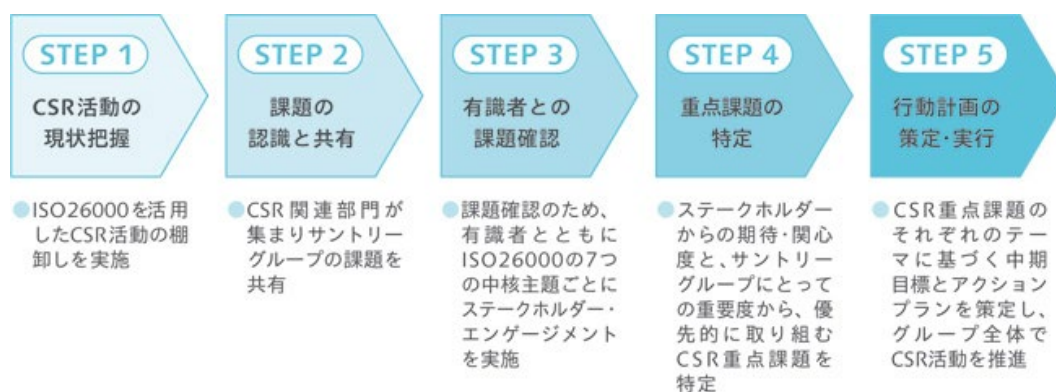 STEP 1
CSR活動の
現状把握
●ISO26000を活用
したCSR活動の棚
卸しを実施
STEP 2
課題の
認識と共有
●CSR関連部門が
集まりサントリー
グループの課題を
共有
STEP 3
有識者との
課題確認
●課題確認のため、
有識者とともに
ISO26000の7つ
の中核主題ごとに
ステークホルダー・
エンゲージメント
を実施
STEP 4
重点課題の
特定
●ステークホルダー
からの期待・関心
度と、サントリー
グループにとって
の重要度から、優
先的に取り組む
CSR重点課題を
特定
STEP 5
行動計画の
策定・実行
●CSR重点課題の
それぞれのテー
マに基づく中期
目標とアクション
プランを策定し、
グループ全体で
CSR活動を推進